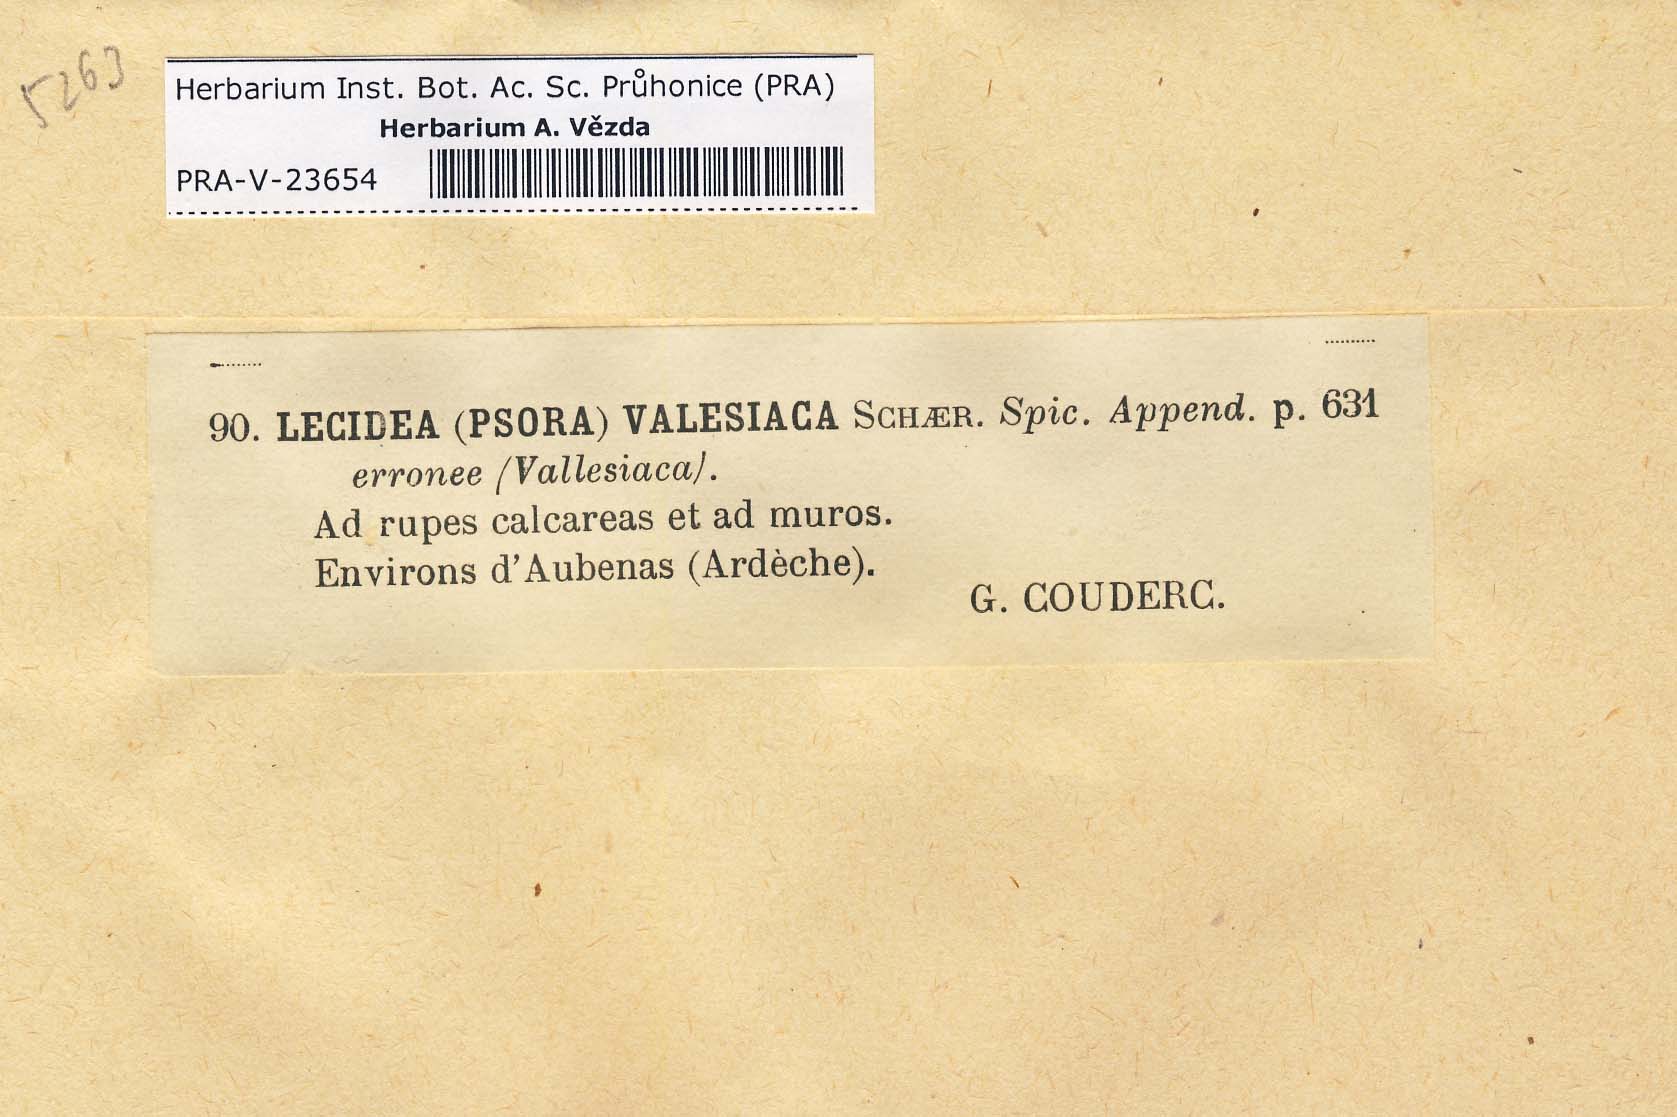 5263
Herbarium Inst. Bot. Ac. Sc. Průhonice (PRA)
Herbarium A. Vězda
PRA-V-23654
90. LECIDEA (PSORA) VALESIACA SCHÆR. Spic. Append. p. 631
erronee (Vallesiaca).
Ad rupes calcareas et ad muros.
Environs d'Aubenas (Ardèche).
G. COUDERC.